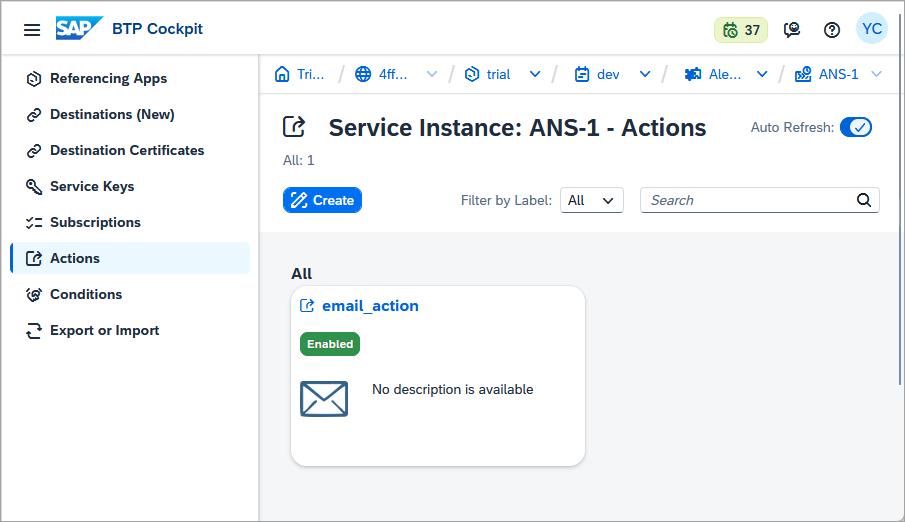 SAP BTP Cockpit 37 YC
Tri... / 4ff... / trial / dev / Ale... / ANS-1
Referencing Apps
Destinations (New)
Destination Certificates
Service Keys
Subscriptions
Actions
Conditions
Export or Import
Service Instance: ANS-1 - Actions
Auto Refresh:
All: 1
Create
Filter by Label: All Search
All
email_action
Enabled
No description is available